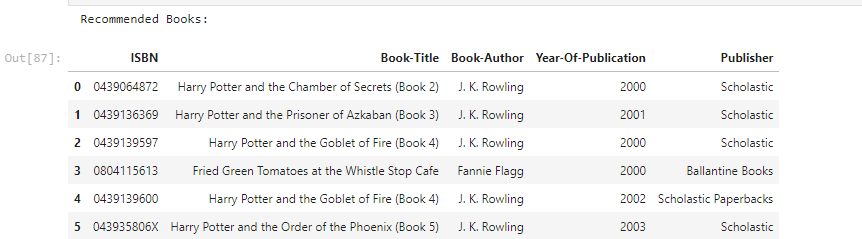 Recommended Books:
Out[87]:
ISBN Book-Title Book-Author Year-Of-Publication Publisher
0 0439064872 Harry Potter and the Chamber of Secrets (Book 2) J. K. Rowling 2000 Scholastic
1 0439136369 Harry Potter and the Prisoner of Azkaban (Book 3) J. K. Rowling 2001 Scholastic
2 0439139597 Harry Potter and the Goblet of Fire (Book 4) J. K. Rowling 2000 Scholastic
3 0804115613 Fried Green Tomatoes at the Whistle Stop Cafe Fannie Flagg 2000 Ballantine Books
4 0439139600 Harry Potter and the Goblet of Fire (Book 4) J. K. Rowling 2002 Scholastic Paperbacks
5 043935806X Harry Potter and the Order of the Phoenix (Book 5) J. K. Rowling 2003 Scholastic